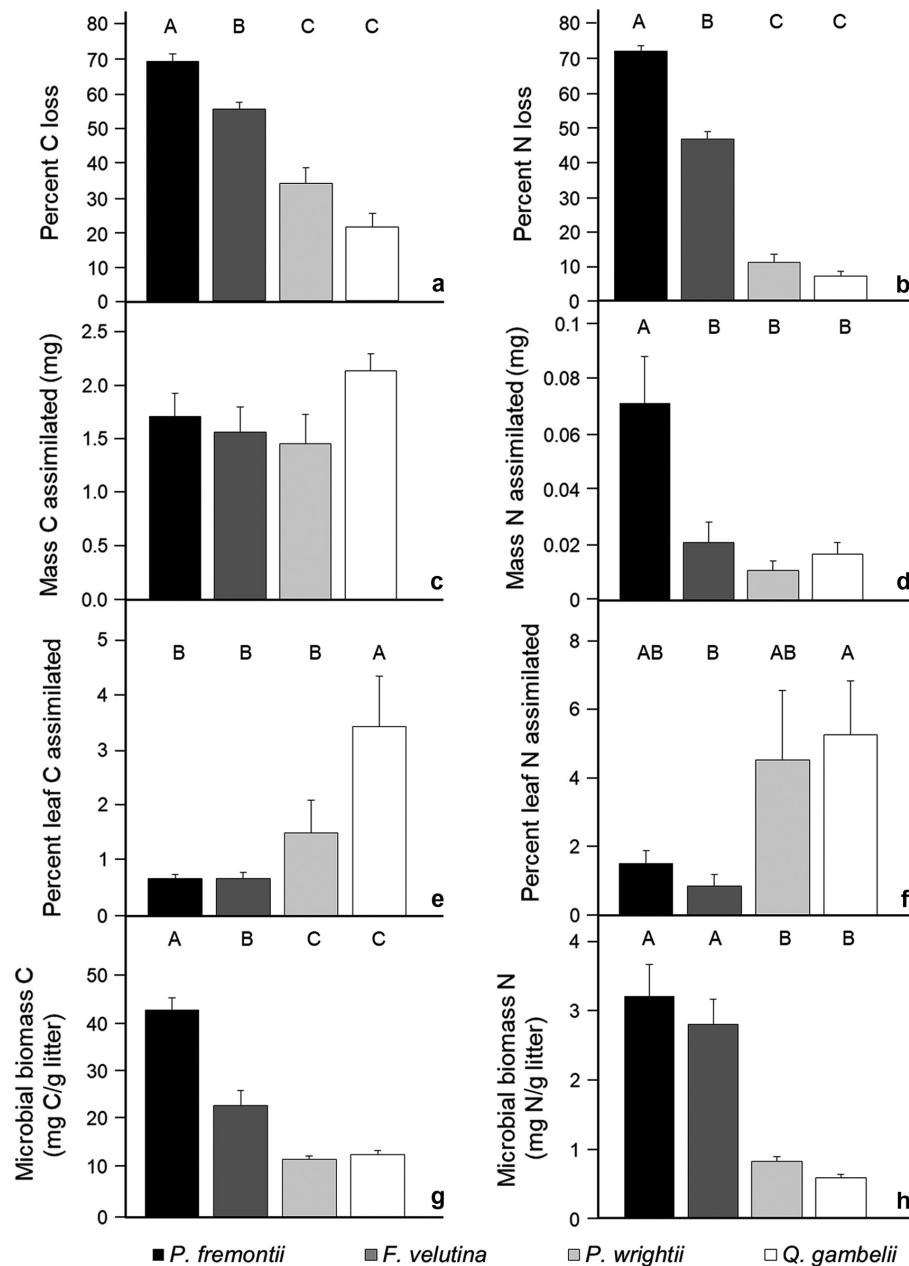 A B C C
80
70
60
50
40
30
20
10
0
Percent C loss
a
A B C C
80
70
60
50
40
30
20
10
0
Percent N loss
b
2.5
2.0
1.5
1.0
0.5
0.0
Mass C assimilated (mg)
c
A B B B
0.1
0.08
0.06
0.04
0.02
0
Mass N assimilated (mg)
d
B B B A
5
4
3
2
1
0
Percent leaf C assimilated
e
AB B AB A
8
6
4
2
0
Percent leaf N assimilated
f
A B C C
50
40
30
20
10
0
Microbial biomass C
(mg C/g litter)
g
A A B B
4
3
2
1
0
Microbial biomass N
(mg N/g litter)
h
P. fremontii F. velutina P. wrightii Q. gambelii